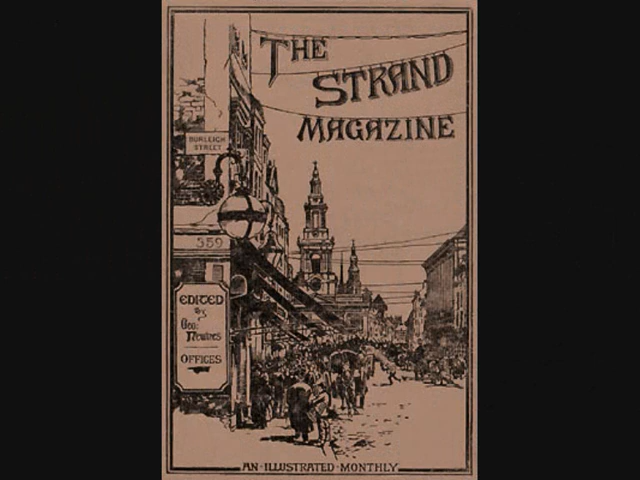 THE
STRAND
MAGAZINE
BURLEIGH
STREET
359
EDITED
By
Geo:
Newnes
OFFICES
AN·ILLUSTRATED·MONTHLY